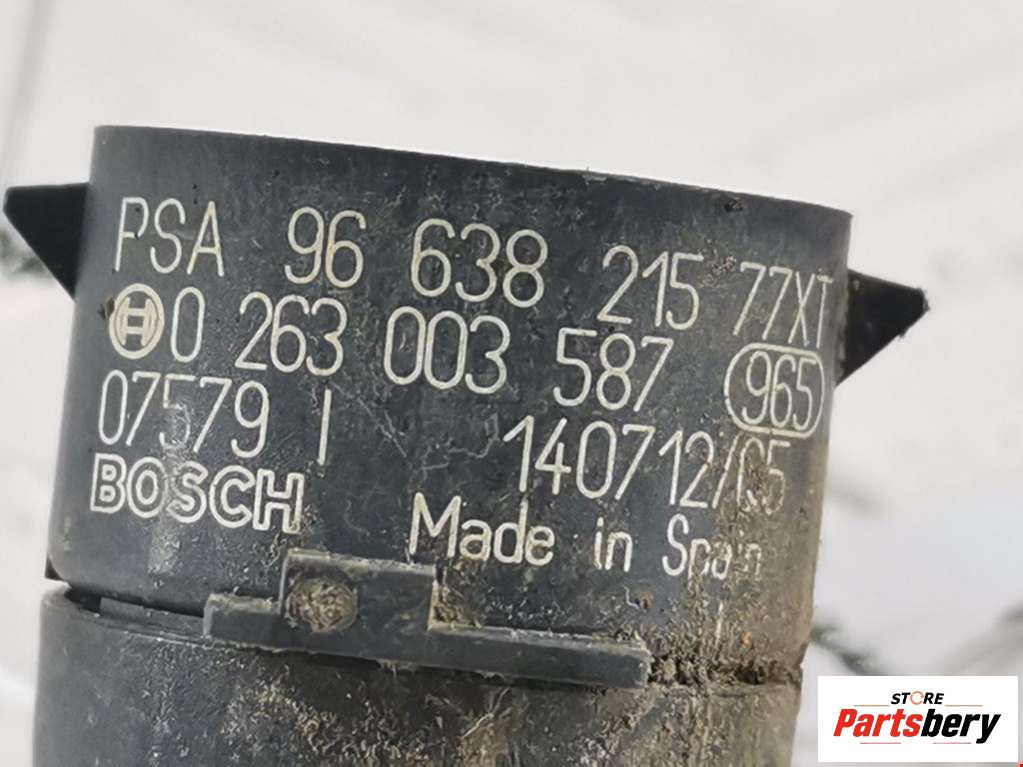 PSA 96 638 215 77XT
0 263 003 587 965
07579 I 140712/05
BOSCH Made in Spain
STORE
Partsbery